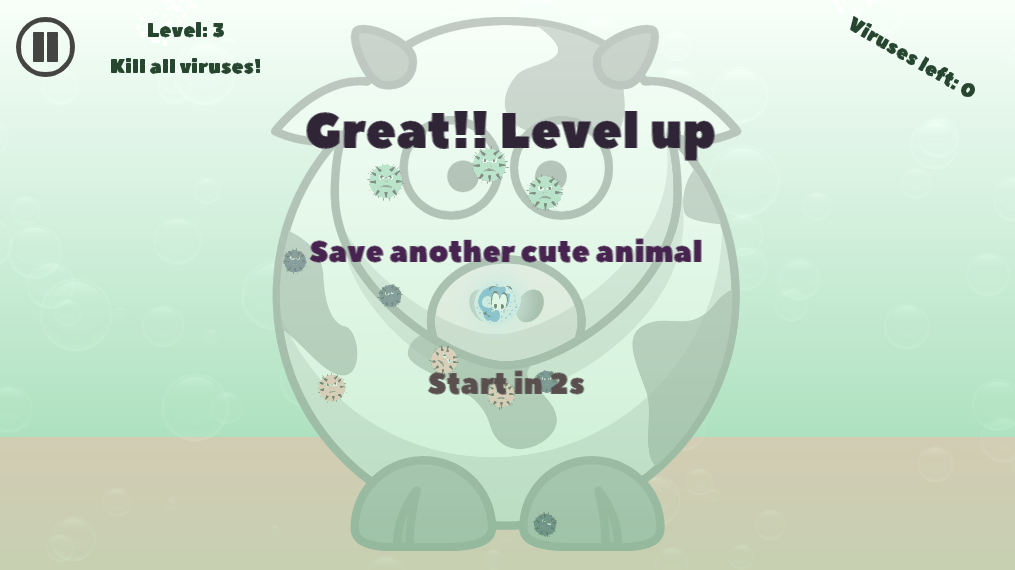 Level: 3
Kill all viruses!
Viruses left: 0
Great!! Level up
Save another cute animal
Start in 2s